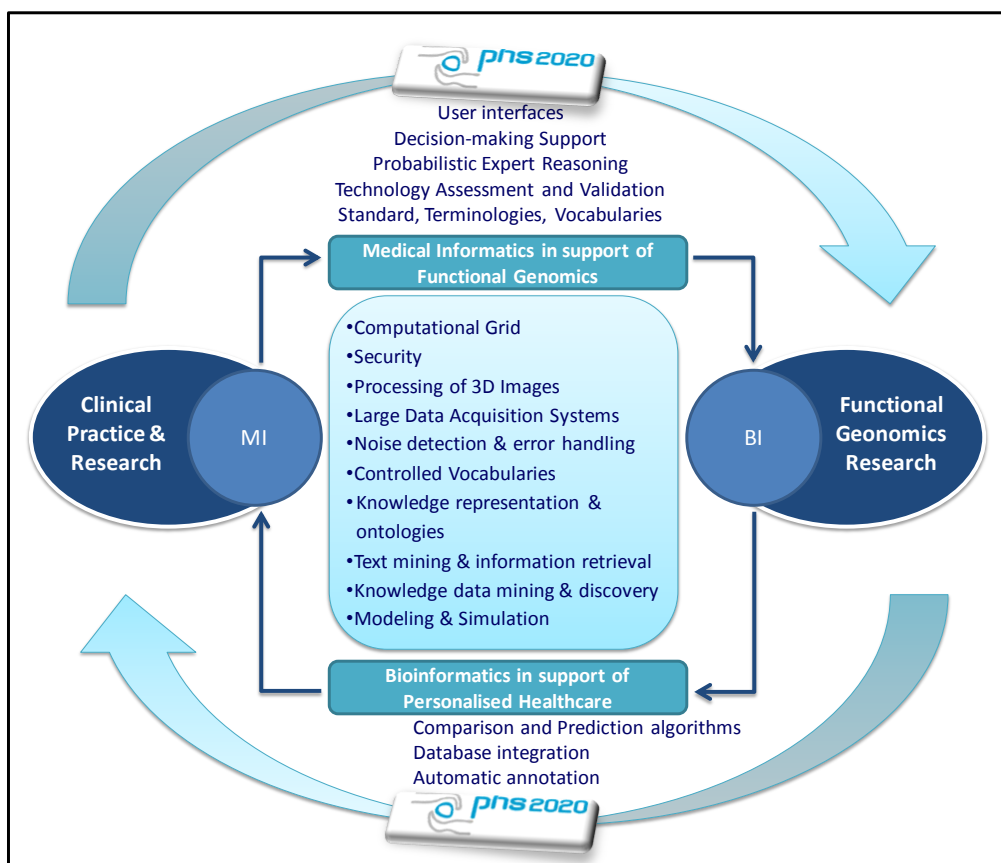 phs2020
User interfaces
Decision-making Support
Probabilistic Expert Reasoning
Technology Assessment and Validation
Standard, Terminologies, Vocabularies
Medical Informatics in support of
Functional Genomics
•Computational Grid
•Security
•Processing of 3D Images
•Large Data Acquisition Systems
•Noise detection & error handling
•Controlled Vocabularies
•Knowledge representation &
ontologies
•Text mining & information retrieval
•Knowledge data mining & discovery
•Modeling & Simulation
Clinical
Practice &
Research
MI
BI
Functional
Geonomics
Research
Bioinformatics in support of
Personalised Healthcare
Comparison and Prediction algorithms
Database integration
Automatic annotation
phs2020